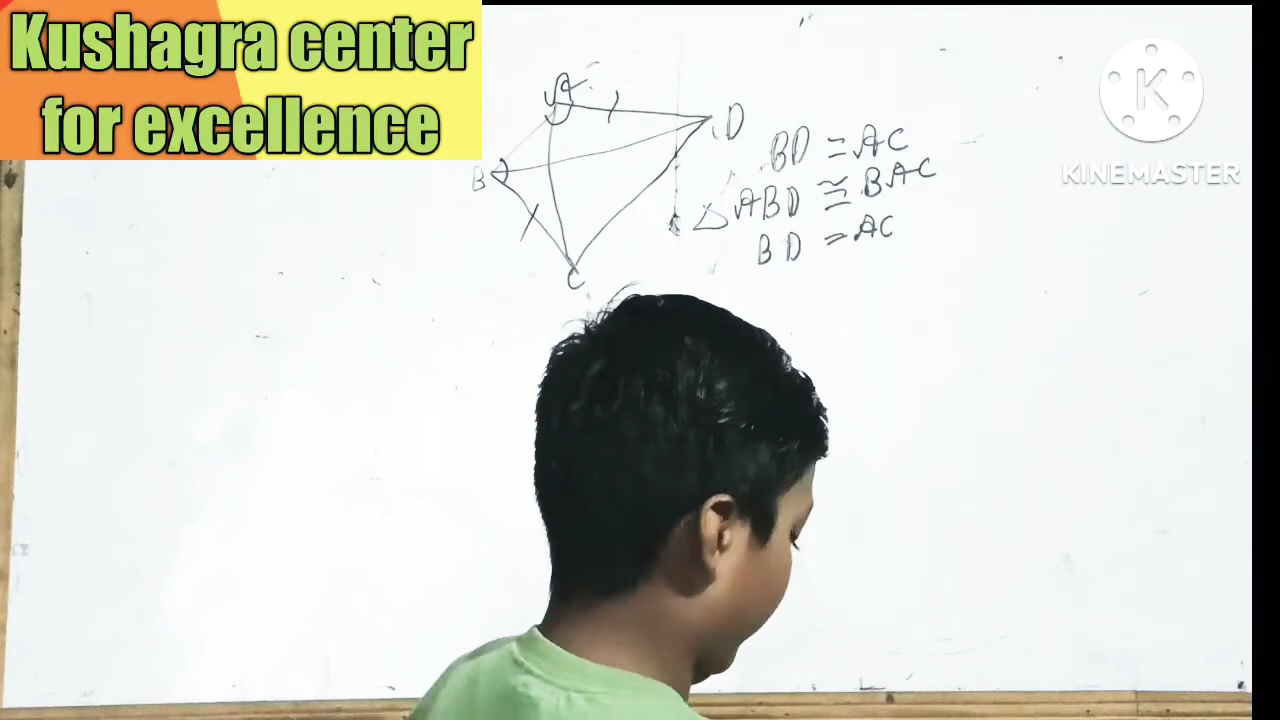 Kushagra center
for excellence
A
D
B
C
BD = AC
△ ABD ≅ BAC
BD = AC
K
KINEMASTER